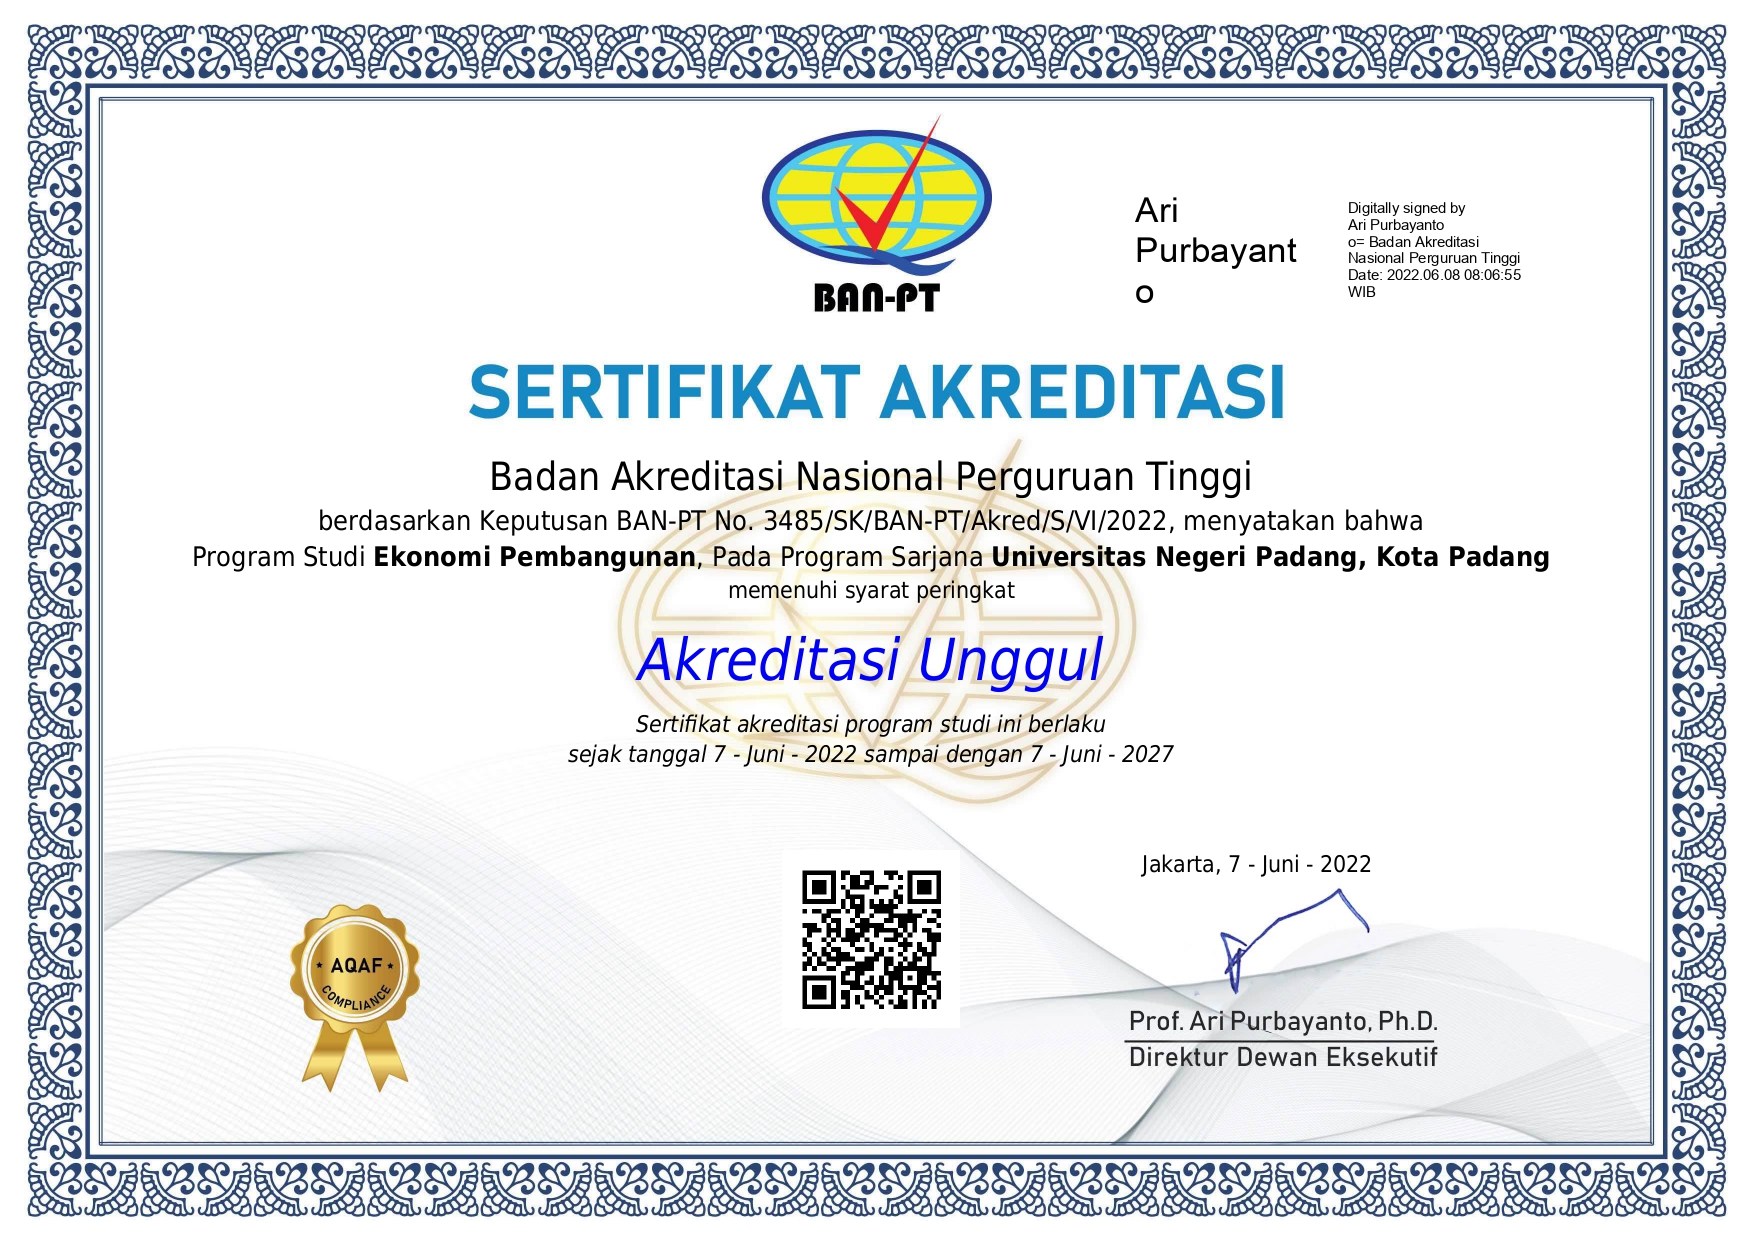 BAN-PT
Ari
Purbayant
o
Digitally signed by
Ari Purbayanto
o= Badan Akreditasi
Nasional Perguruan Tinggi
Date: 2022.06.08 08:06:55
WIB
SERTIFIKAT AKREDITASI
Badan Akreditasi Nasional Perguruan Tinggi
berdasarkan Keputusan BAN-PT No. 3485/SK/BAN-PT/Akred/S/VI/2022, menyatakan bahwa
Program Studi Ekonomi Pembangunan, Pada Program Sarjana Universitas Negeri Padang, Kota Padang
memenuhi syarat peringkat
Akreditasi Unggul
Sertifikat akreditasi program studi ini berlaku
sejak tanggal 7 - Juni - 2022 sampai dengan 7 - Juni - 2027
Jakarta, 7 - Juni - 2022
AQAF
COMPLIANCE
Prof. Ari Purbayanto, Ph.D.
Direktur Dewan Eksekutif